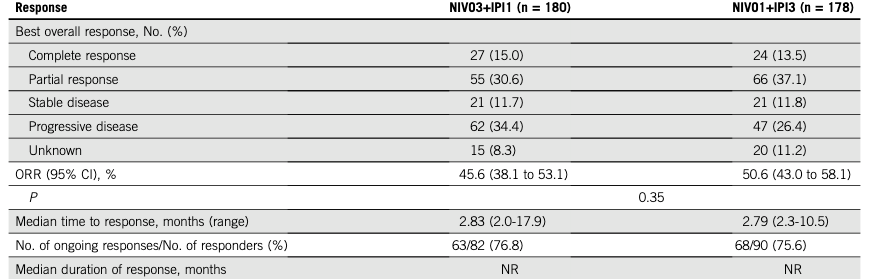 Response NIVO3+IPI1 (n = 180) NIVO1+IPI3 (n = 178)
Best overall response, No. (%)
Complete response 27 (15.0) 24 (13.5)
Partial response 55 (30.6) 66 (37.1)
Stable disease 21 (11.7) 21 (11.8)
Progressive disease 62 (34.4) 47 (26.4)
Unknown 15 (8.3) 20 (11.2)
ORR (95% CI), % 45.6 (38.1 to 53.1) 50.6 (43.0 to 58.1)
P 0.35
Median time to response, months (range) 2.83 (2.0-17.9) 2.79 (2.3-10.5)
No. of ongoing responses/No. of responders (%) 63/82 (76.8) 68/90 (75.6)
Median duration of response, months NR NR